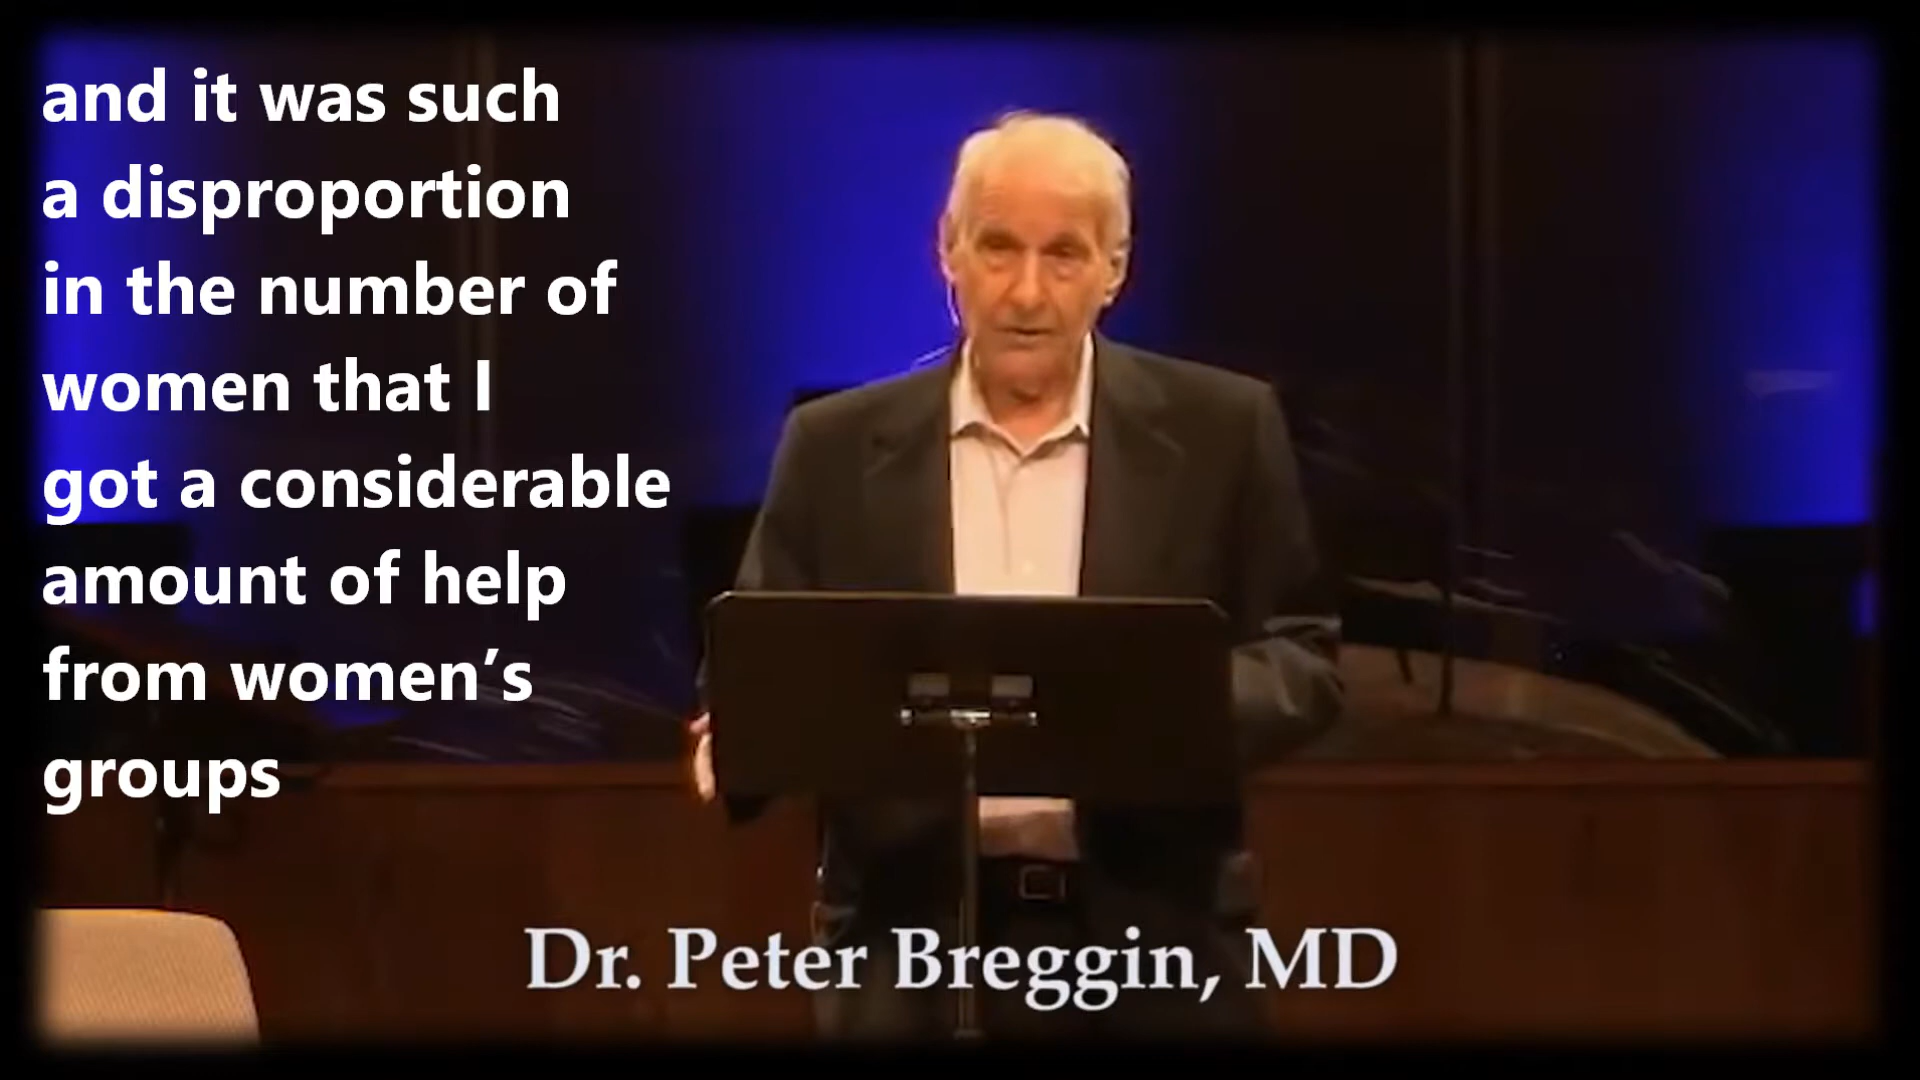 and it was such
a disproportion
in the number of
women that I
got a considerable
amount of help
from women’s
groups
Dr. Peter Breggin, MD